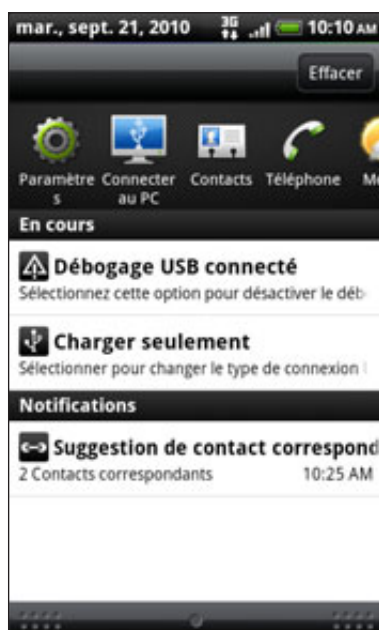 mar., sept. 21, 2010 3G 10:10 AM
Effacer
Paramètre Connecter Contacts Téléphone M
s au PC
En cours
Débogage USB connecté
Sélectionnez cette option pour désactiver le déb
Charger seulement
Sélectionner pour changer le type de connexion
Notifications
Suggestion de contact correspond
2 Contacts correspondants 10:25 AM